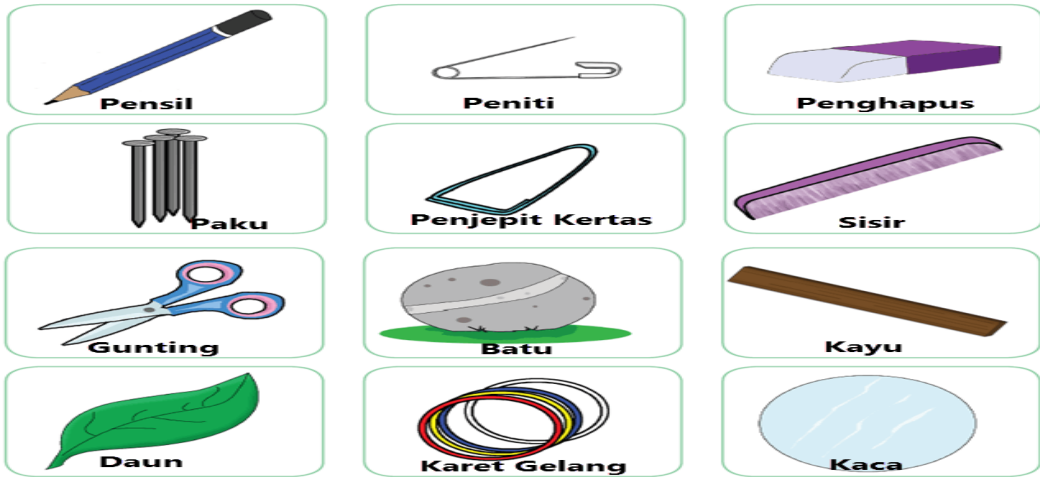 Pensil
Peniti
Penghapus
Paku
Penjepit Kertas
Sisir
Gunting
Batu
Kayu
Daun
Karet Gelang
Kaca